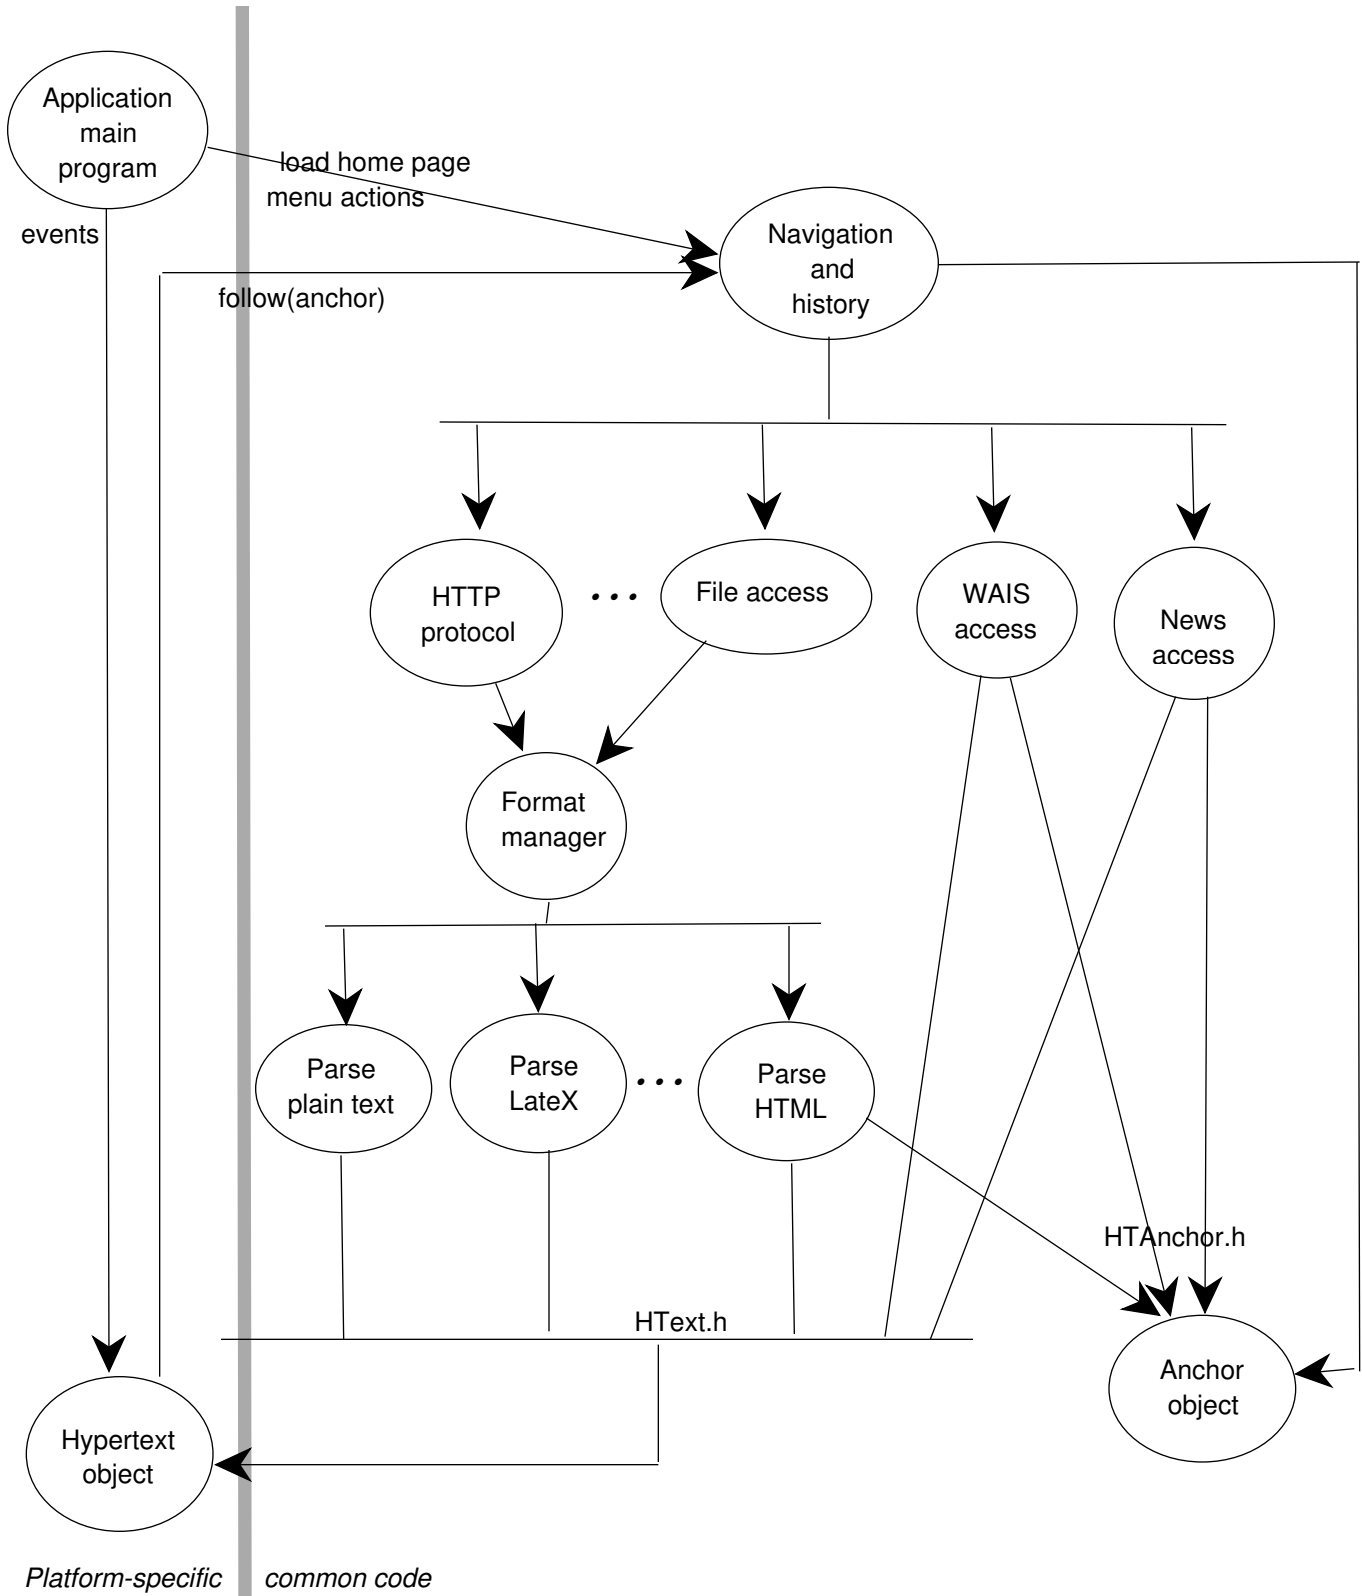 Application
main
program
load home page
menu actions
events
Navigation
and
history
follow(anchor)
HTTP
protocol
...
File access
WAIS
access
News
access
Format
manager
Parse
plain text
Parse
LateX
...
Parse
HTML
HTAnchor.h
HText.h
Anchor
object
Hypertext
object
Platform-specific
common code